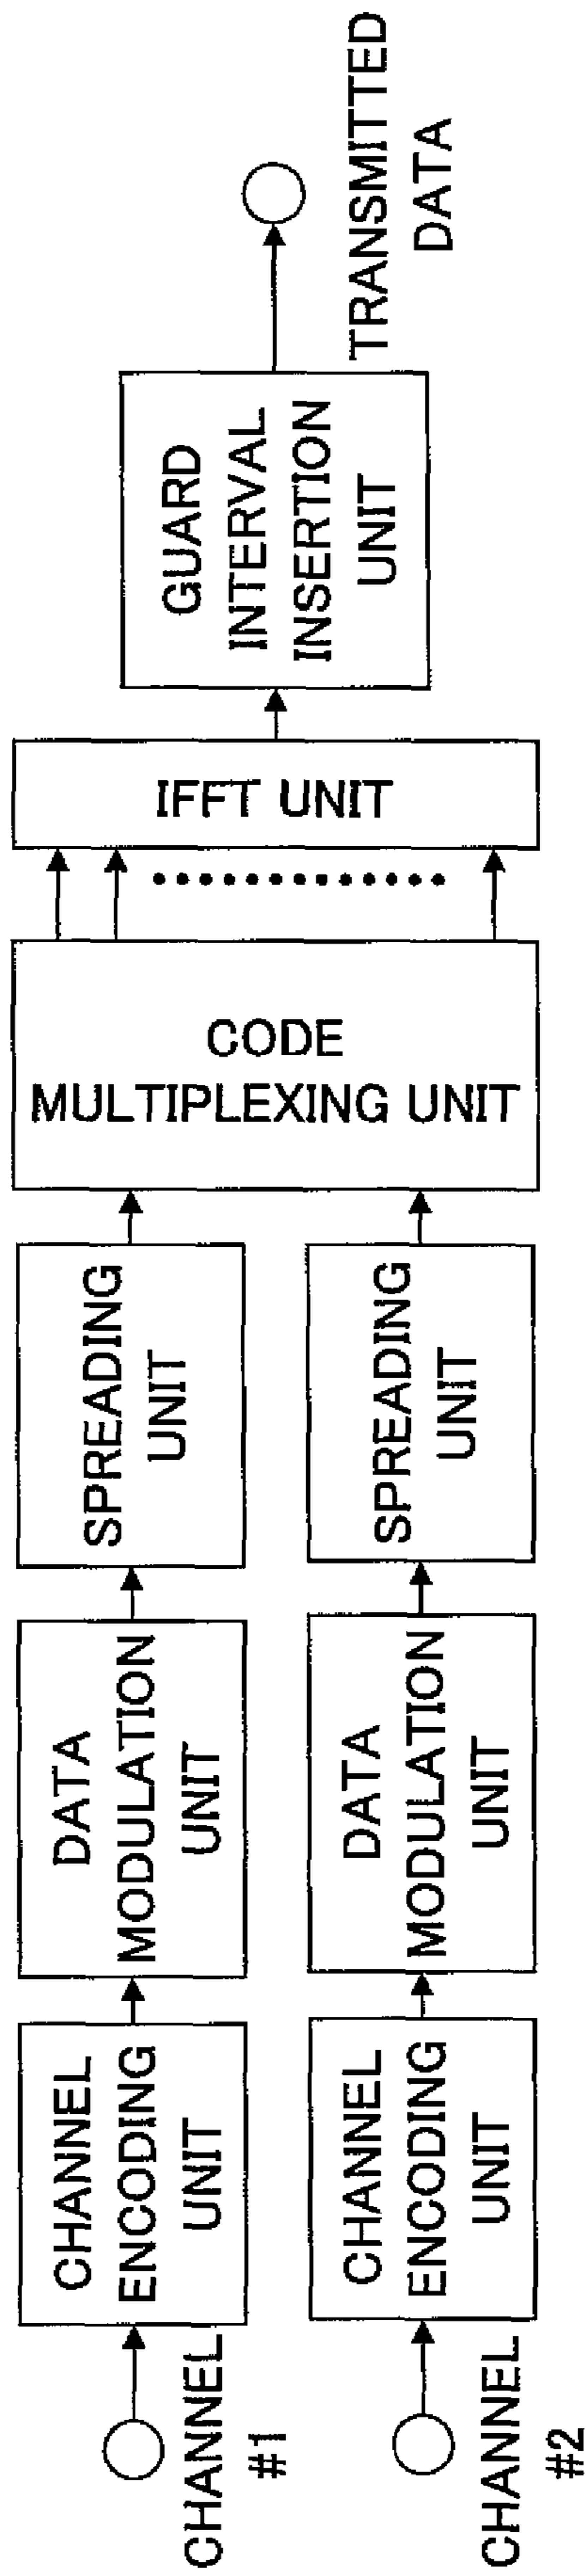 CHANNEL
#1
CHANNEL
ENCODING
UNIT
DATA
MODULATION
UNIT
SPREADING
UNIT
CHANNEL
#2
CHANNEL
ENCODING
UNIT
DATA
MODULATION
UNIT
SPREADING
UNIT
CODE
MULTIPLEXING UNIT
IFFT UNIT
GUARD
INTERVAL
INSERTION
UNIT
TRANSMITTED
DATA